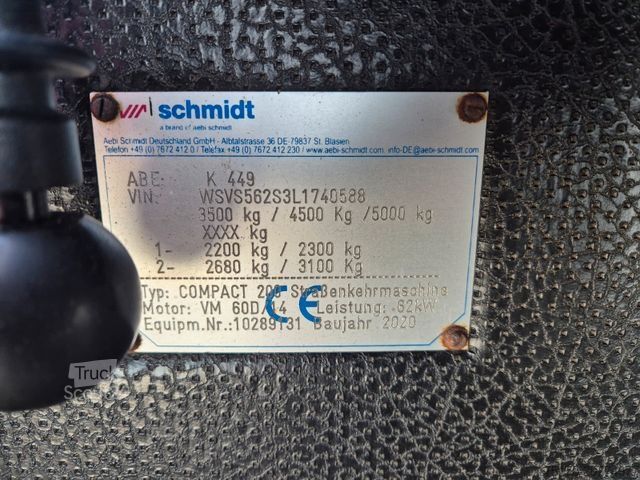 schmidt
a brand of aebi schmidt
Aebi Schmidt Deutschland GmbH - Albtalstrasse 36 DE-79837 St. Blasien
Telefon +49 (0) 7672 412 0 / Telefax +49 (0) 7672 412 230 / www.aebi-schmidt.com info-DE@aebi-schmidt.com
ABE: K 449
VIN: WSVS562S3L1740588
3500 kg / 4500 Kg /5000 kg
XXXX kg
1- 2200 kg / 2300 kg
2- 2680 kg / 3100 Kg
Typ: COMPACT 200 Straßenkehrmaschine
Motor: VM 60D/14 Leistung: 62kW
CE
Equipm.Nr.:10289131 Baujahr 2020
Truck